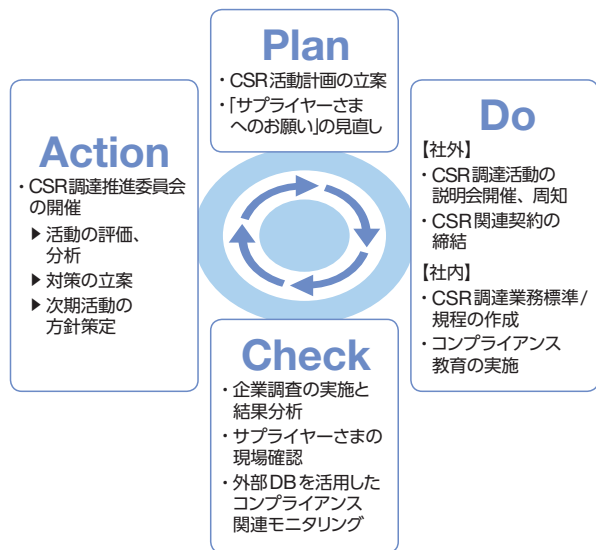 Plan
・CSR活動計画の立案
・「サプライヤーさま
へのお願い」の見直し
Do
【社外】
・CSR調達活動の
説明会開催、周知
・CSR関連契約の
締結
【社内】
・CSR調達業務標準/
規程の作成
・コンプライアンス
教育の実施
Check
・企業調査の実施と
結果分析
・サプライヤーさまの
現場確認
・外部DBを活用した
コンプライアンス
関連モニタリング
Action
・CSR調達推進委員会
の開催
▶活動の評価、
分析
▶対策の立案
▶次期活動の
方針策定